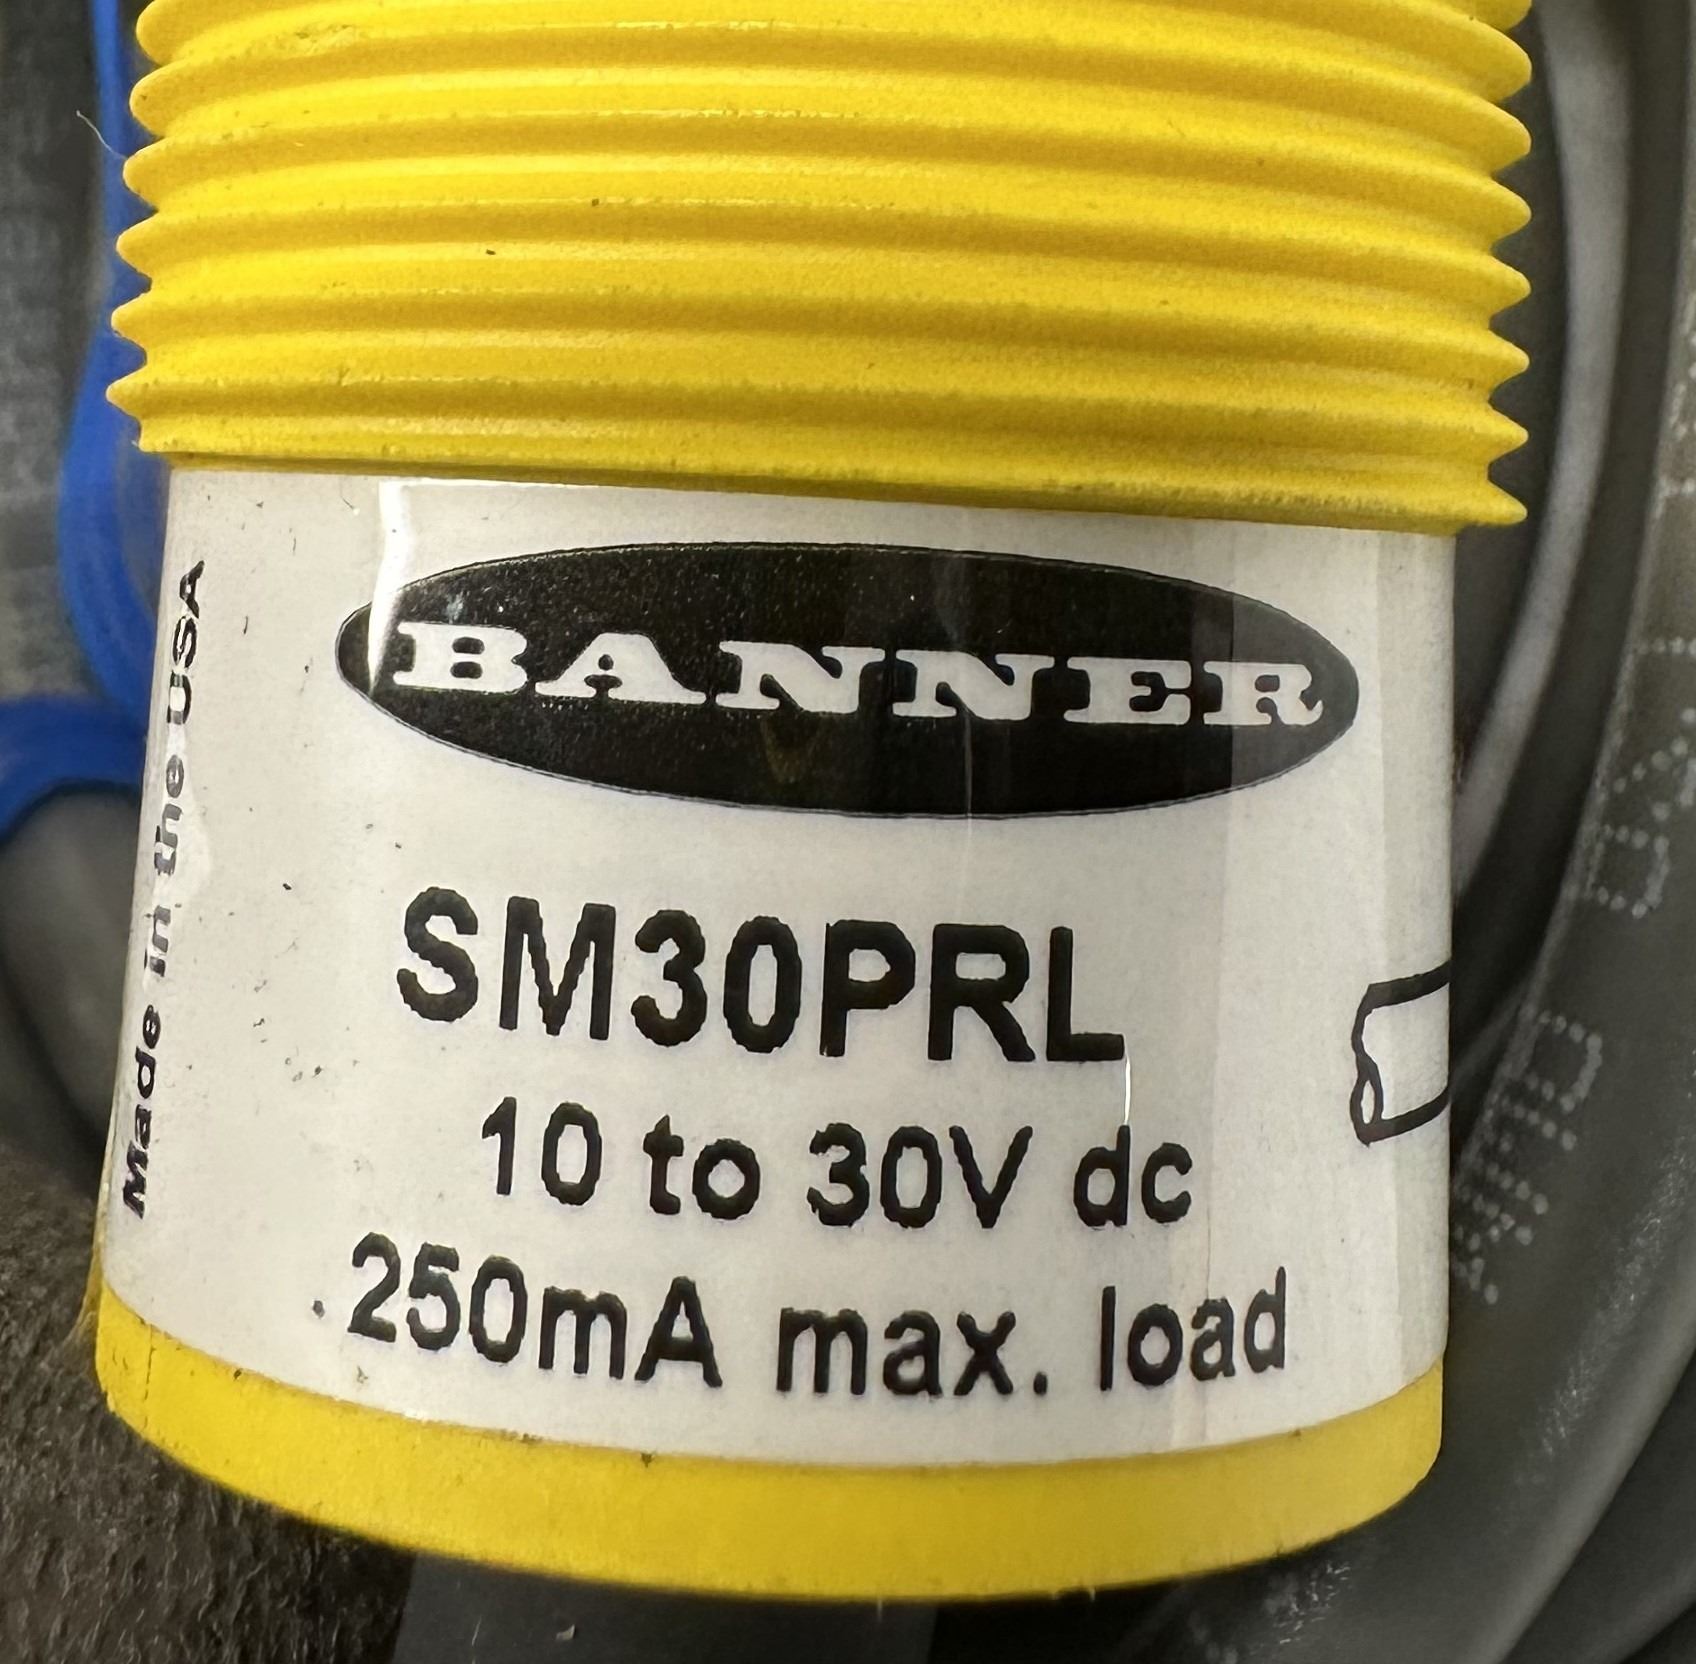 BANNER
SM30PRL
10 to 30V dc
250mA max. load
Made in the USA